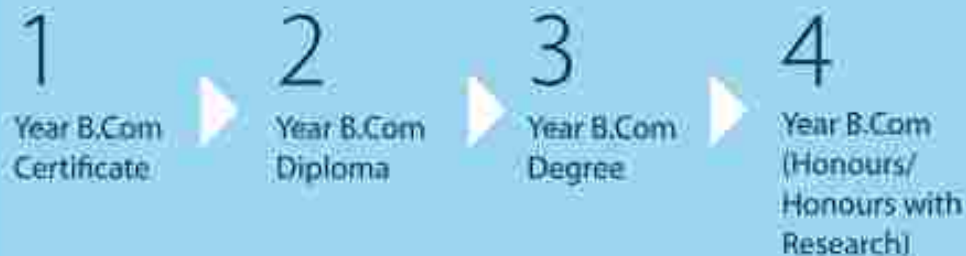 1
Year B.Com
Certificate
2
Year B.Com
Diploma
3
Year B.Com
Degree
4
Year B.Com
(Honours/
Honours with
Research)